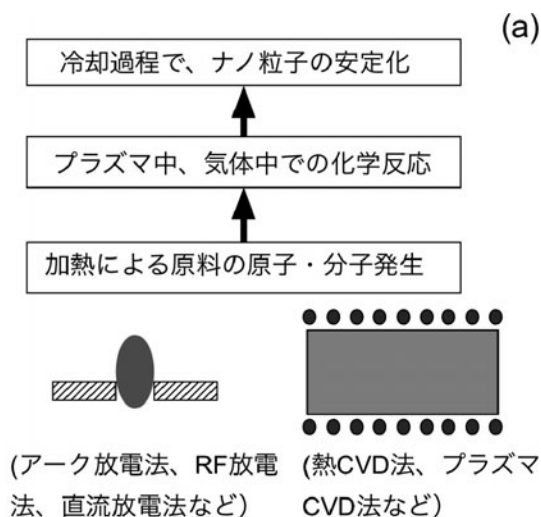 (a)
冷却過程で、ナノ粒子の安定化
プラズマ中、気体中での化学反応
加熱による原料の原子・分子発生
(アーク放電法、RF放電
法、直流放電法など)
(熱CVD法、プラズマ
CVD法など)